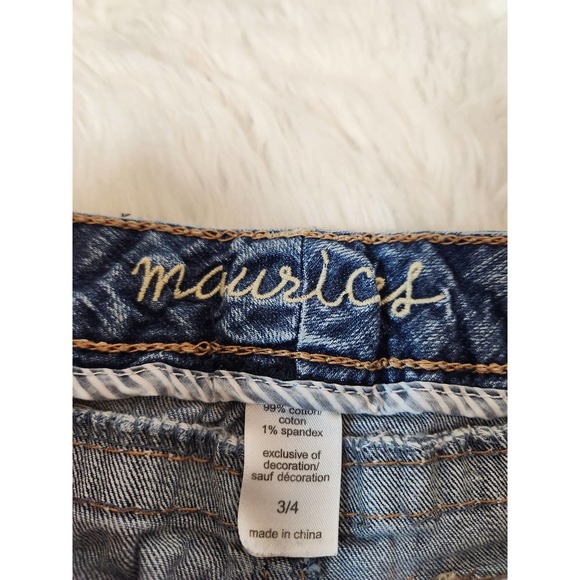 maurices
99% cotton/
coton
1% spandex
exclusive of
decoration/
sauf décoration
3/4
made in china